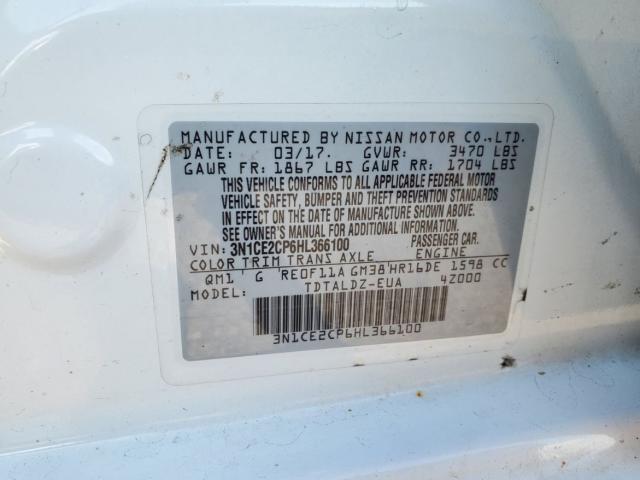 MANUFACTURED BY NISSAN MOTOR CO., LTD.
DATE: 03/17. GVWR: 3470 LBS
GAWR FR: 1867 LBS GAWR RR: 1704 LBS
THIS VEHICLE CONFORMS TO ALL APPLICABLE FEDERAL MOTOR
VEHICLE SAFETY, BUMPER AND THEFT PREVENTION STANDARDS
IN EFFECT ON THE DATE OF MANUFACTURE SHOWN ABOVE.
SEE OWNER'S MANUAL FOR ADDITIONAL INFORMATION.
VIN: 3N1CE2CP6HL366100 PASSENGER CAR.
COLOR TRIM TRANS AXLE ENGINE
QM1' G 'RE0F11A GM38'HR16DE 1598 CC
MODEL: TDTALDZ-EUA 4Z000
3N1CE2CP6HL366100